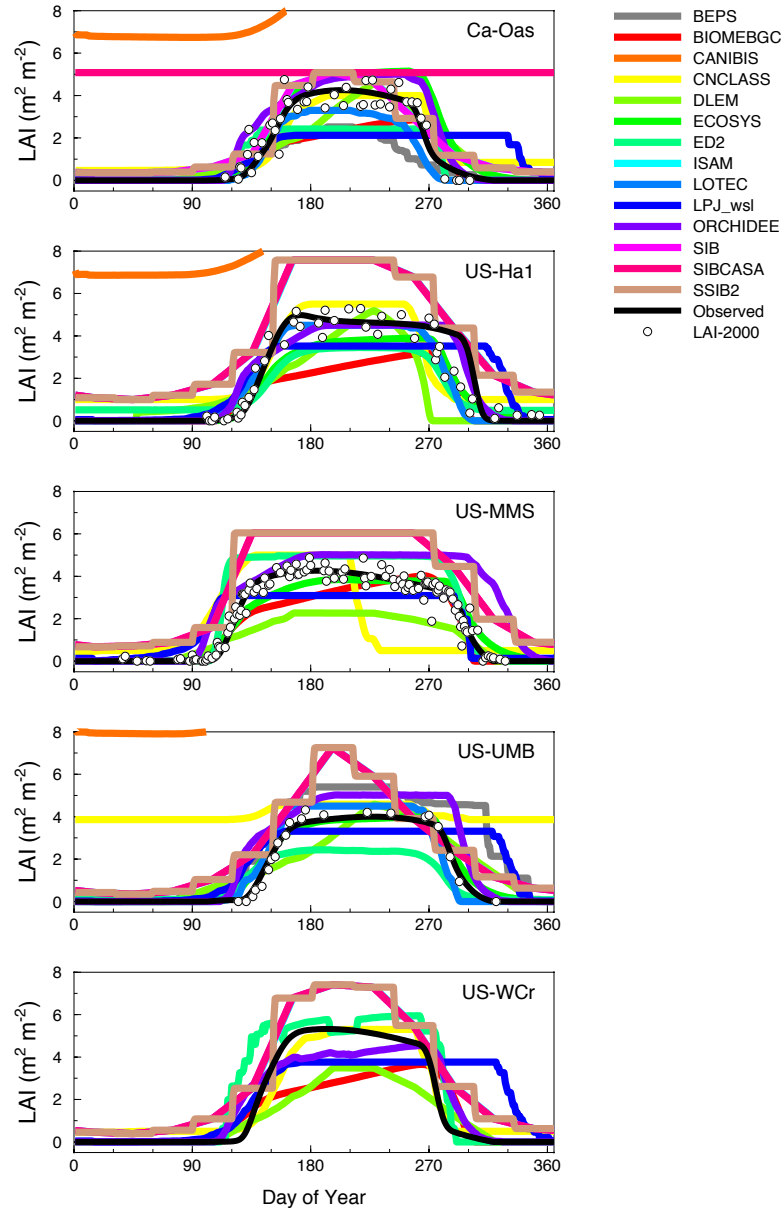 Ca-Oas
8
6
4
2
0
LAI (m² m⁻²)
0 90 180 270 360
US-Ha1
8
6
4
2
0
LAI (m² m⁻²)
0 90 180 270 360
US-MMS
8
6
4
2
0
LAI (m² m⁻²)
0 90 180 270 360
US-UMB
8
6
4
2
0
LAI (m² m⁻²)
0 90 180 270 360
US-WCr
8
6
4
2
0
LAI (m² m⁻²)
0 90 180 270 360
Day of Year
BEPS
BIOMEBGC
CANIBIS
CNCLASS
DLEM
ECOSYS
ED2
ISAM
LOTEC
LPJ_wsl
ORCHIDEE
SIB
SIBCASA
SSIB2
Observed
LAI-2000